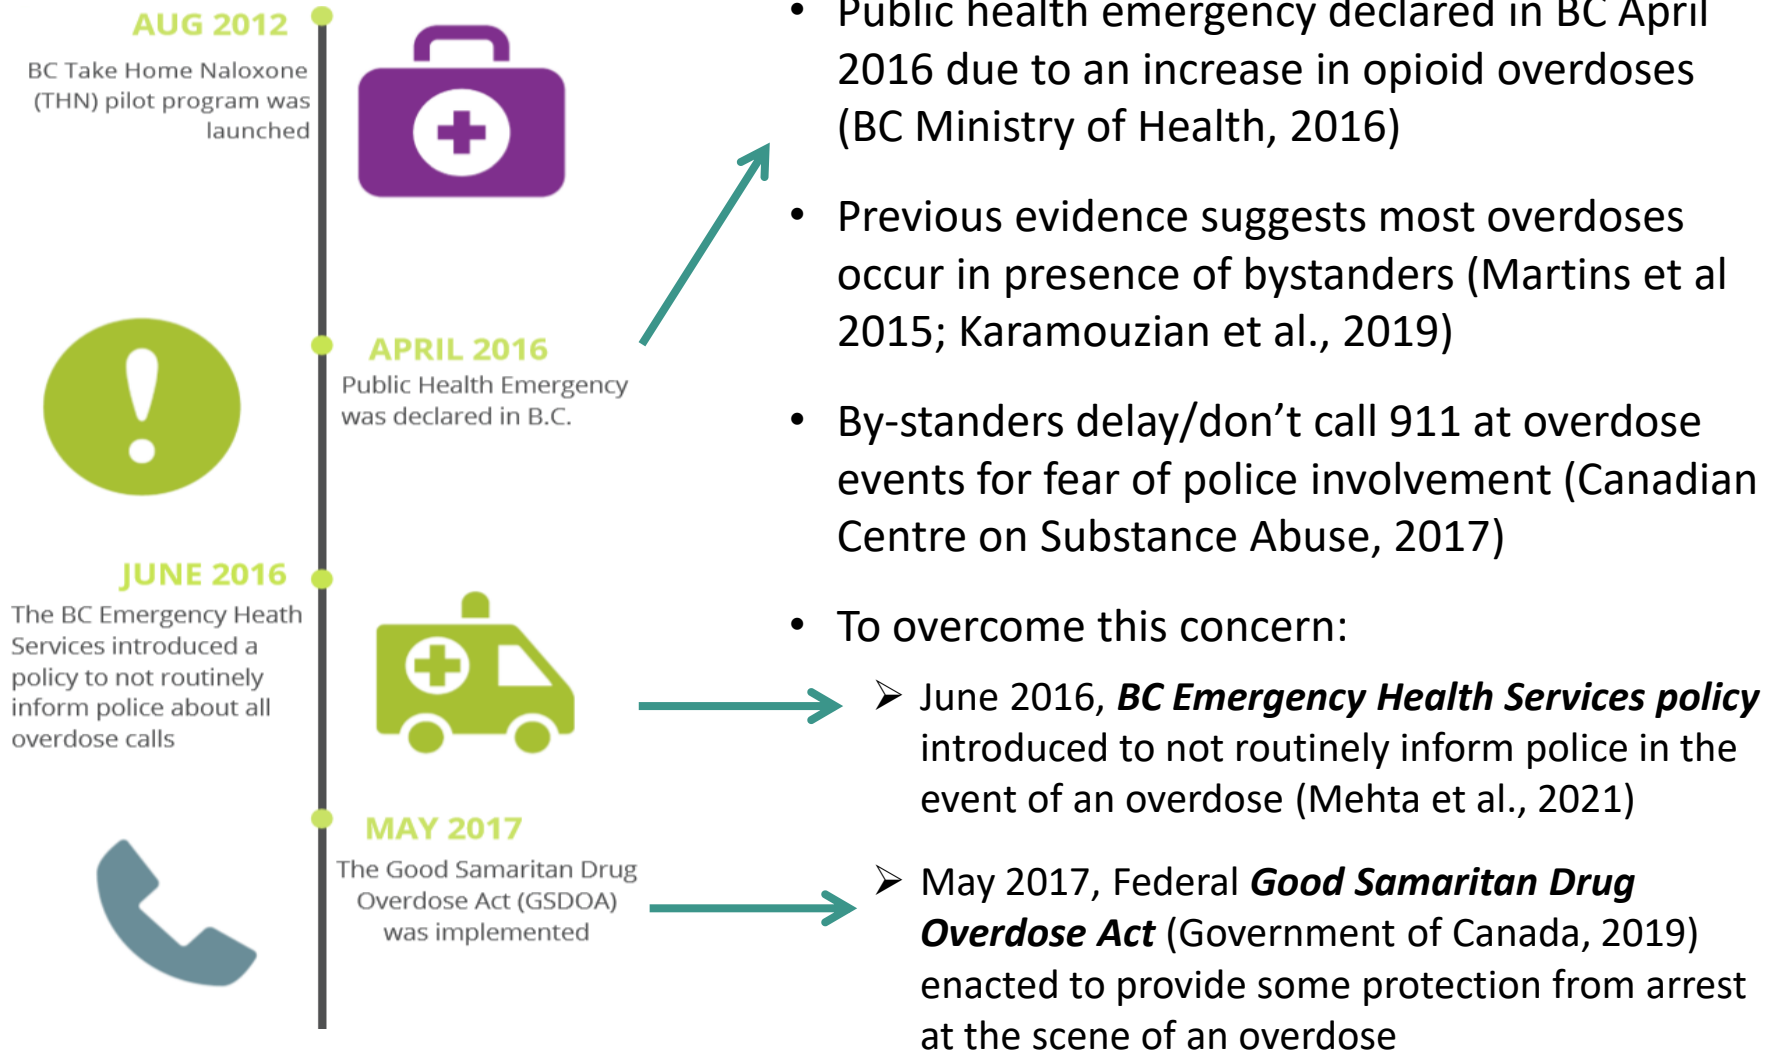 AUG 2012
BC Take Home Naloxone
(THN) pilot program was
launched
APRIL 2016
Public Health Emergency
was declared in B.C.
JUNE 2016
The BC Emergency Heath
Services introduced a
policy to not routinely
inform police about all
overdose calls
MAY 2017
The Good Samaritan Drug
Overdose Act (GSDOA)
was implemented
• Public health emergency declared in BC April
2016 due to an increase in opioid overdoses
(BC Ministry of Health, 2016)
• Previous evidence suggests most overdoses
occur in presence of bystanders (Martins et al
2015; Karamouzian et al., 2019)
• By-standers delay/don’t call 911 at overdose
events for fear of police involvement (Canadian
Centre on Substance Abuse, 2017)
• To overcome this concern:
➢ June 2016, BC Emergency Health Services policy
introduced to not routinely inform police in the
event of an overdose (Mehta et al., 2021)
➢ May 2017, Federal Good Samaritan Drug
Overdose Act (Government of Canada, 2019)
enacted to provide some protection from arrest
at the scene of an overdose